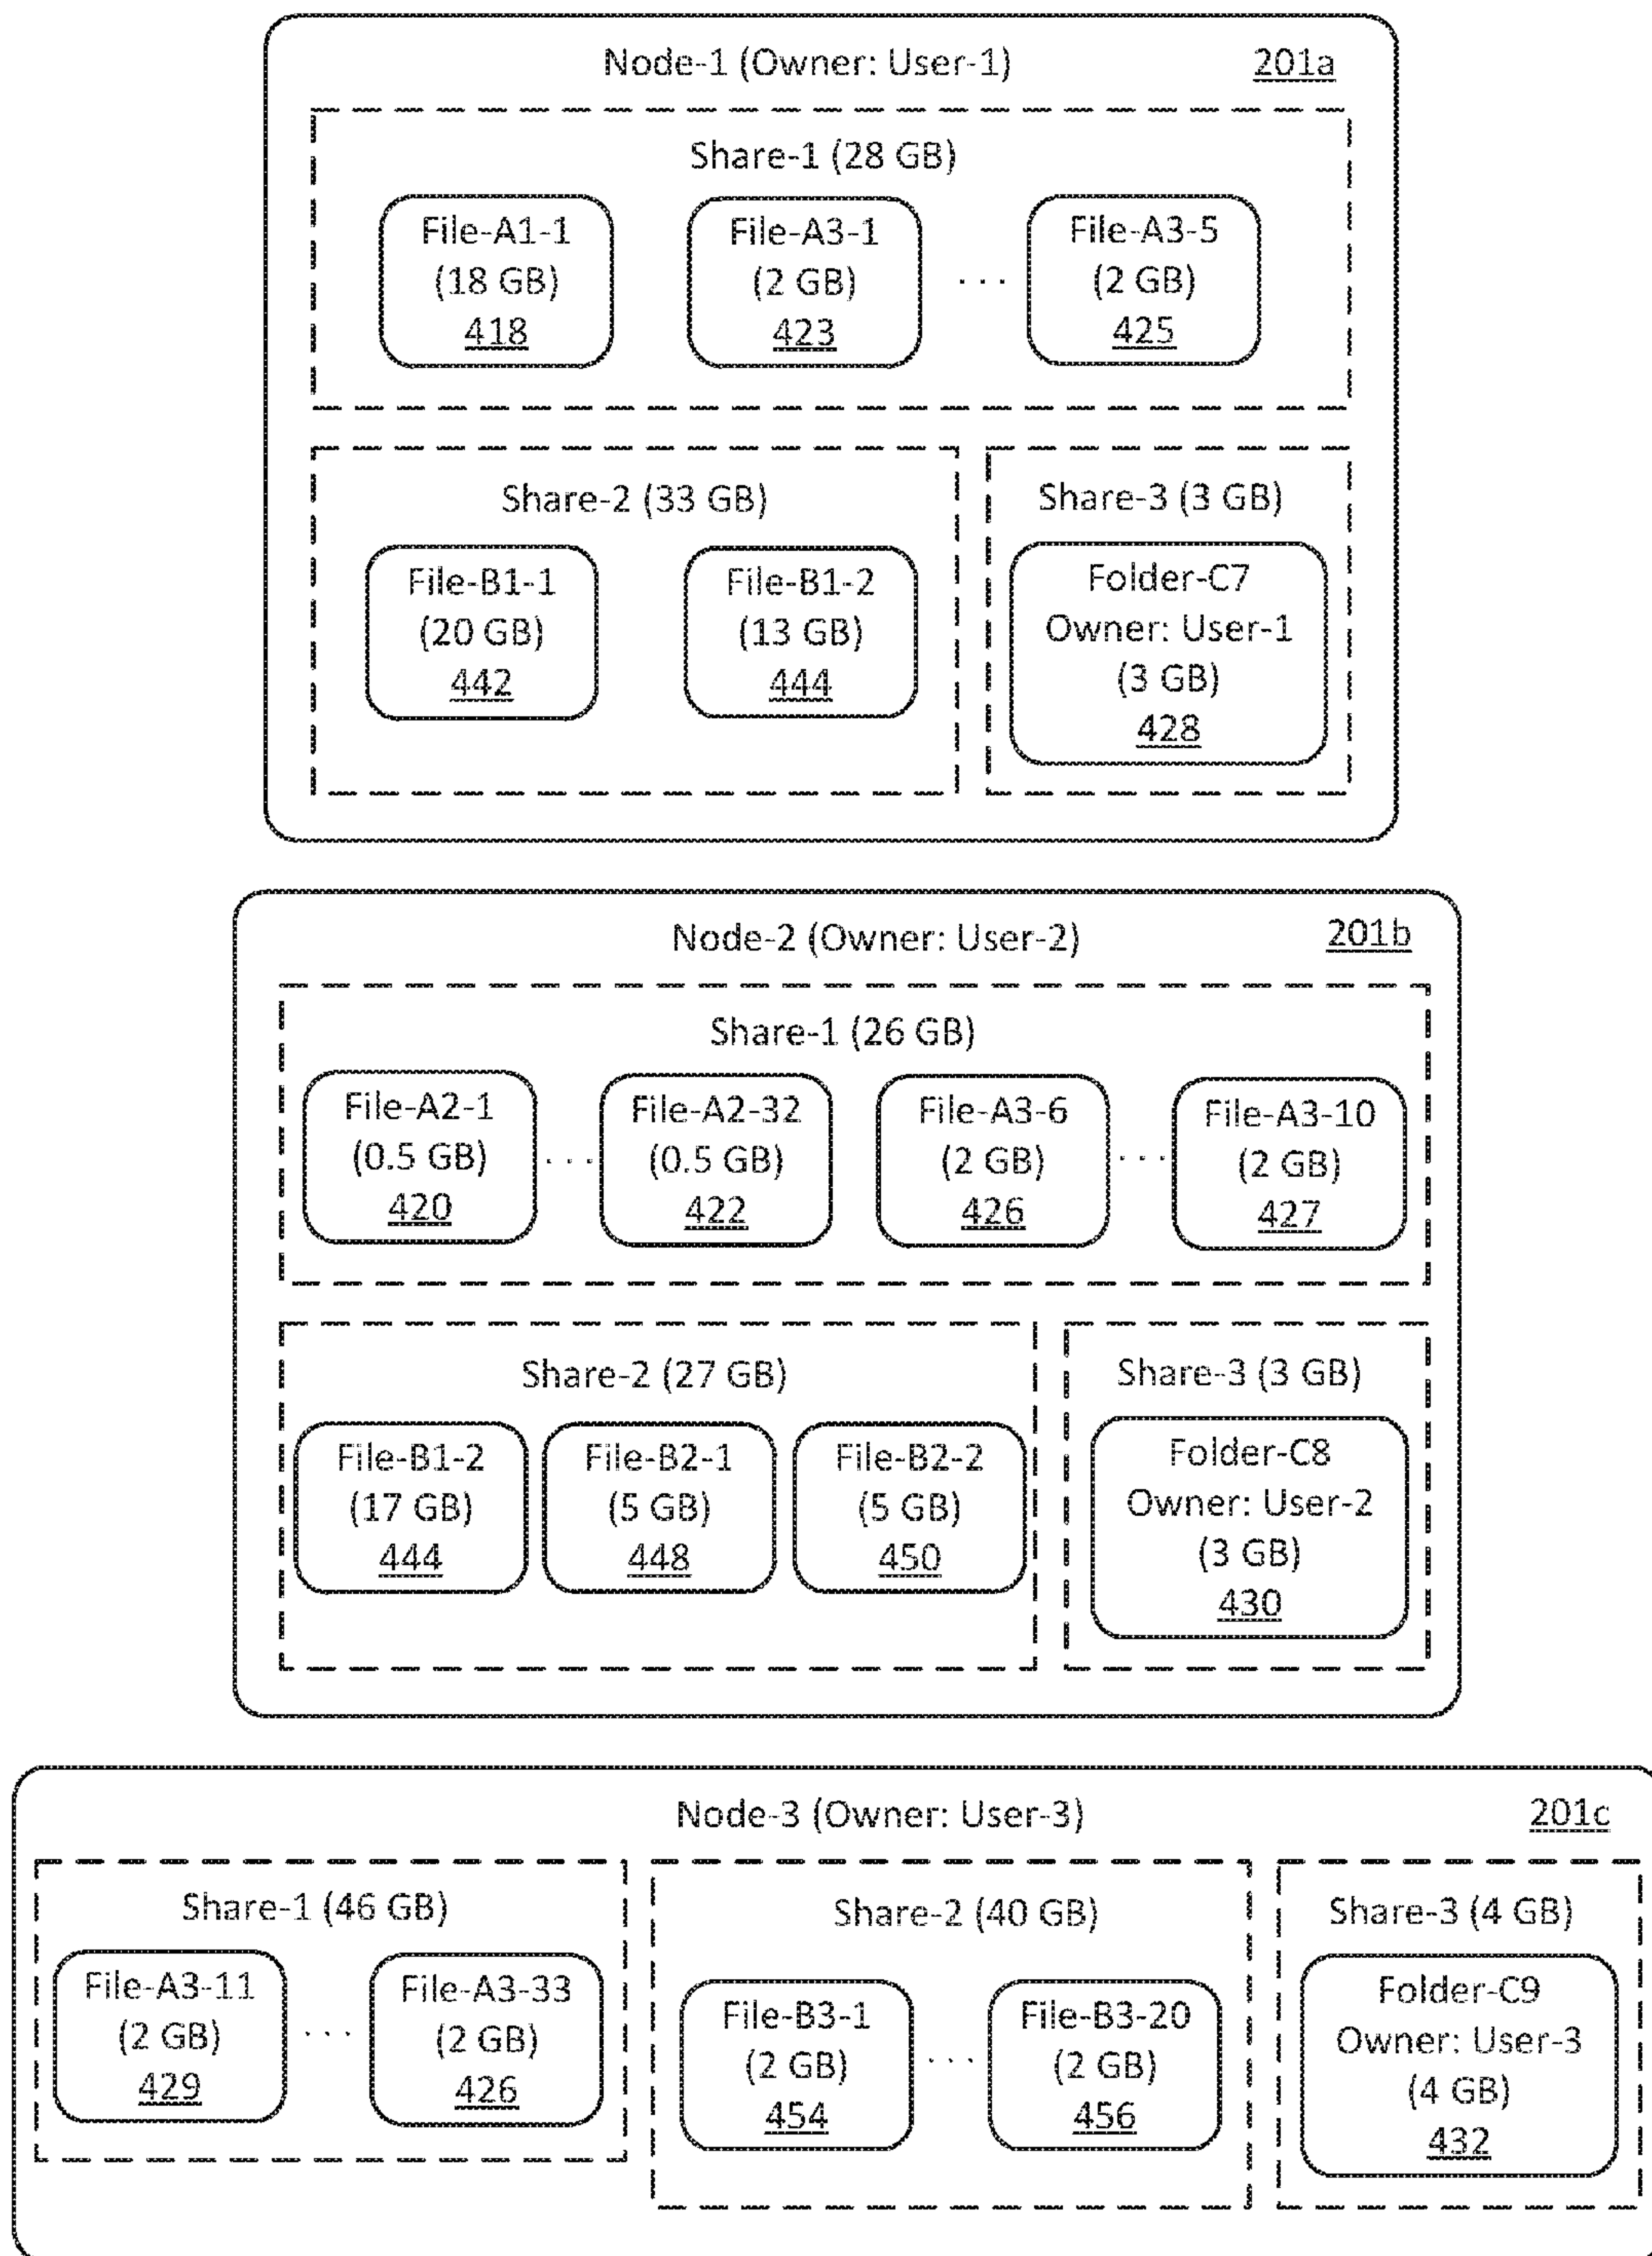 Node-1 (Owner: User-1) 201a
Share-1 (28 GB)
File-A1-1
(18 GB)
418
File-A3-1
(2 GB)
423
. . .
File-A3-5
(2 GB)
425
Share-2 (33 GB)
File-B1-1
(20 GB)
442
File-B1-2
(13 GB)
444
Share-3 (3 GB)
Folder-C7
Owner: User-1
(3 GB)
428
Node-2 (Owner: User-2) 201b
Share-1 (26 GB)
File-A2-1
(0.5 GB)
420
. . .
File-A2-32
(0.5 GB)
422
File-A3-6
(2 GB)
426
. . .
File-A3-10
(2 GB)
427
Share-2 (27 GB)
File-B1-2
(17 GB)
444
File-B2-1
(5 GB)
448
File-B2-2
(5 GB)
450
Share-3 (3 GB)
Folder-C8
Owner: User-2
(3 GB)
430
Node-3 (Owner: User-3) 201c
Share-1 (46 GB)
File-A3-11
(2 GB)
429
. . .
File-A3-33
(2 GB)
426
Share-2 (40 GB)
File-B3-1
(2 GB)
454
. . .
File-B3-20
(2 GB)
456
Share-3 (4 GB)
Folder-C9
Owner: User-3
(4 GB)
432